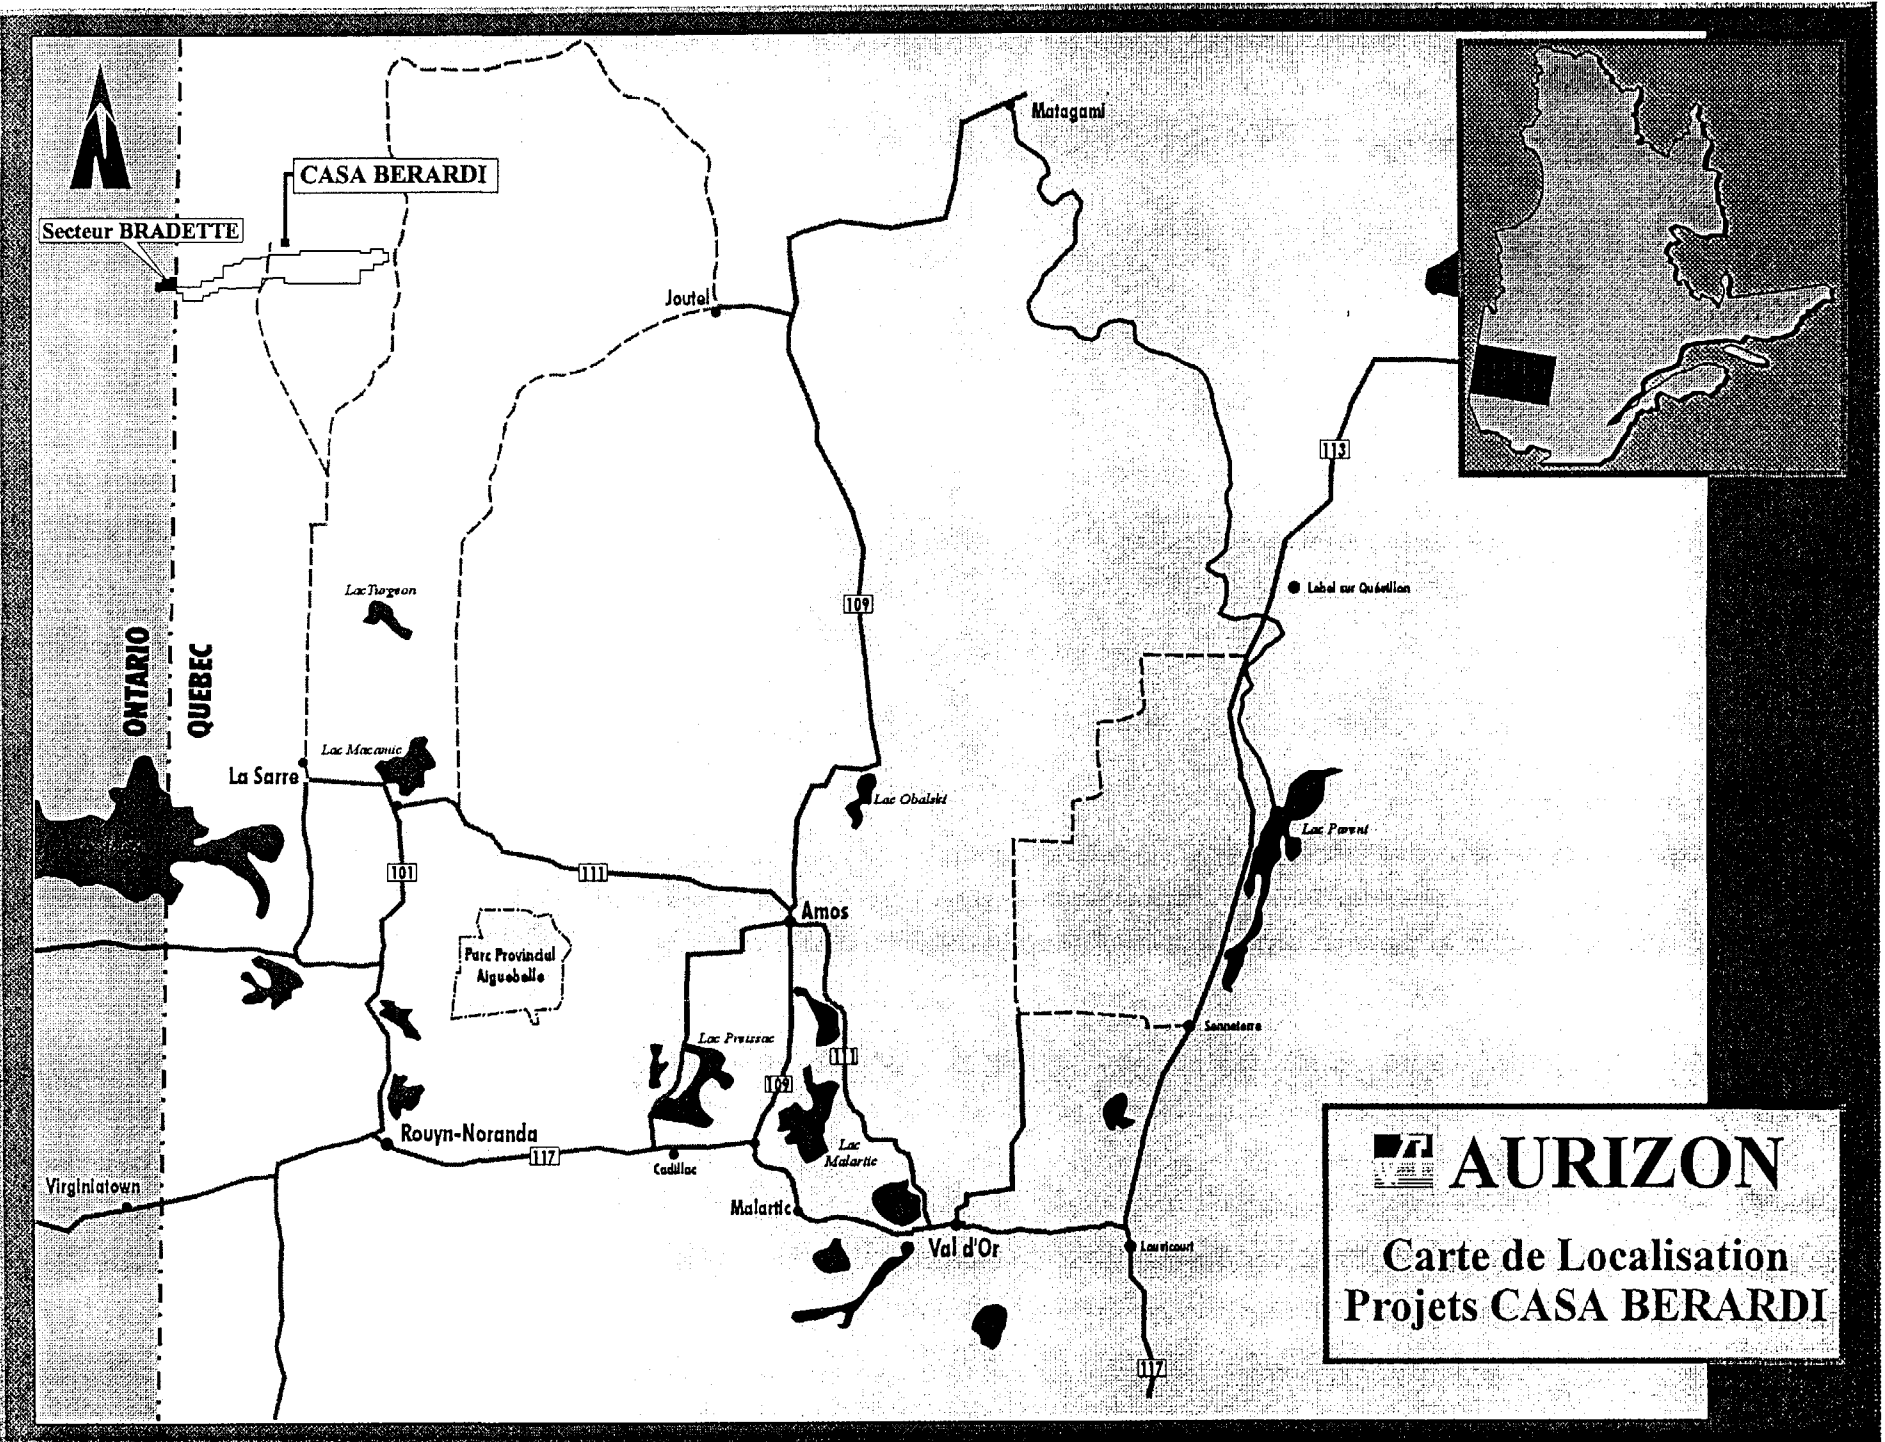 Matagami
CASA BERARDI
Secteur BRADETTE
Joutel
113
Lac Turgeon
109
Lebel sur Quévillon
ONTARIO
QUEBEC
Lac Macamic
La Sarre
Lac Obalski
Lac Parent
101
111
Amos
Parc Provincial
Aiguebelle
Senneterre
Lac Preissac
111
109
Rouyn-Noranda
Lac
Malartic
117
Cadillac
Virginiatown
Malartic
Val d'Or
Louvicourt
117
AURIZON
Carte de Localisation
Projets CASA BERARDI